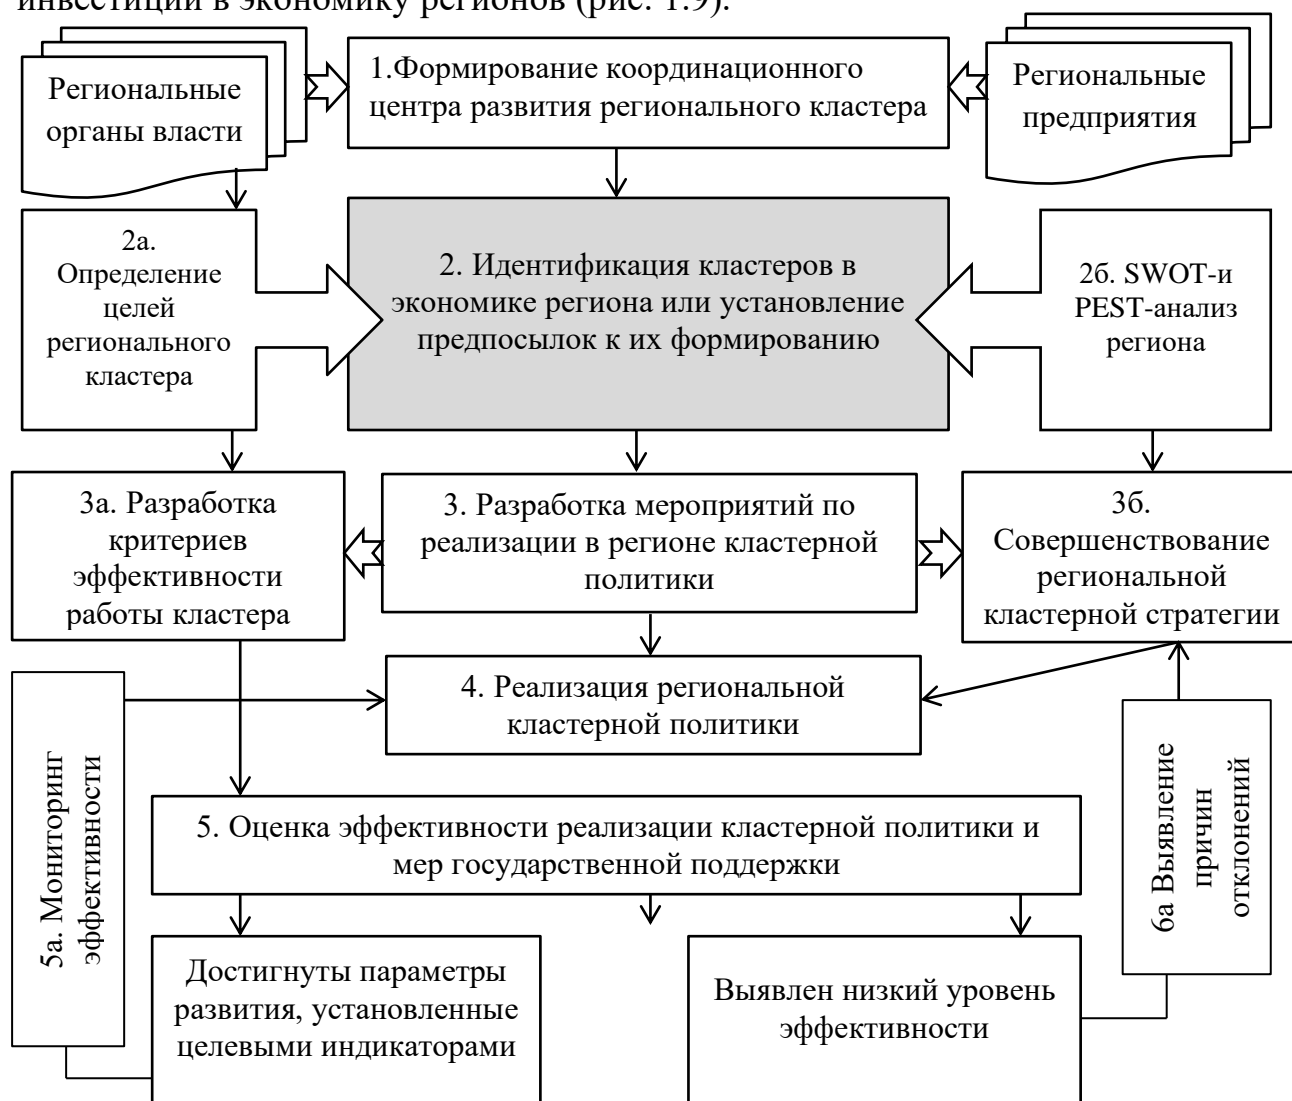 инвестиций в экономику регионов (рис. 1.9).
Региональные
органы власти
1.Формирование координационного
центра развития регионального кластера
Региональные
предприятия
2а.
Определение
целей
регионального
кластера
2. Идентификация кластеров в
экономике региона или установление
предпосылок к их формированию
2б. SWOT-и
PEST-анализ
региона
3а. Разработка
критериев
эффективности
работы кластера
3. Разработка мероприятий по
реализации в регионе кластерной
политики
3б.
Совершенствование
региональной
кластерной стратегии
4. Реализация региональной
кластерной политики
5а. Мониторинг
эффективности
6а Выявление
причин
отклонений
5. Оценка эффективности реализации кластерной политики и
мер государственной поддержки
Достигнуты параметры
развития, установленные
целевыми индикаторами
Выявлен низкий уровень
эффективности